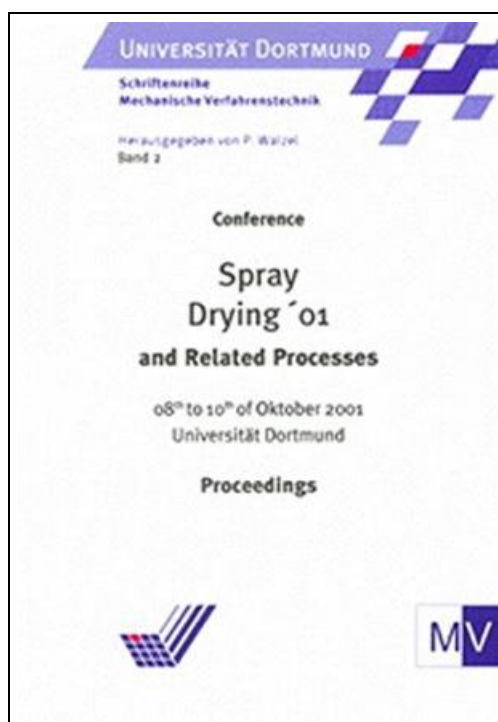 UNIVERSITÄT DORTMUND
Schriftenreihe
Mechanische Verfahrenstechnik
Herausgegeben von P. Walzel
Band 2
Conference
Spray
Drying ´01
and Related Processes
08th to 10th of Oktober 2001
Universität Dortmund
Proceedings
MV